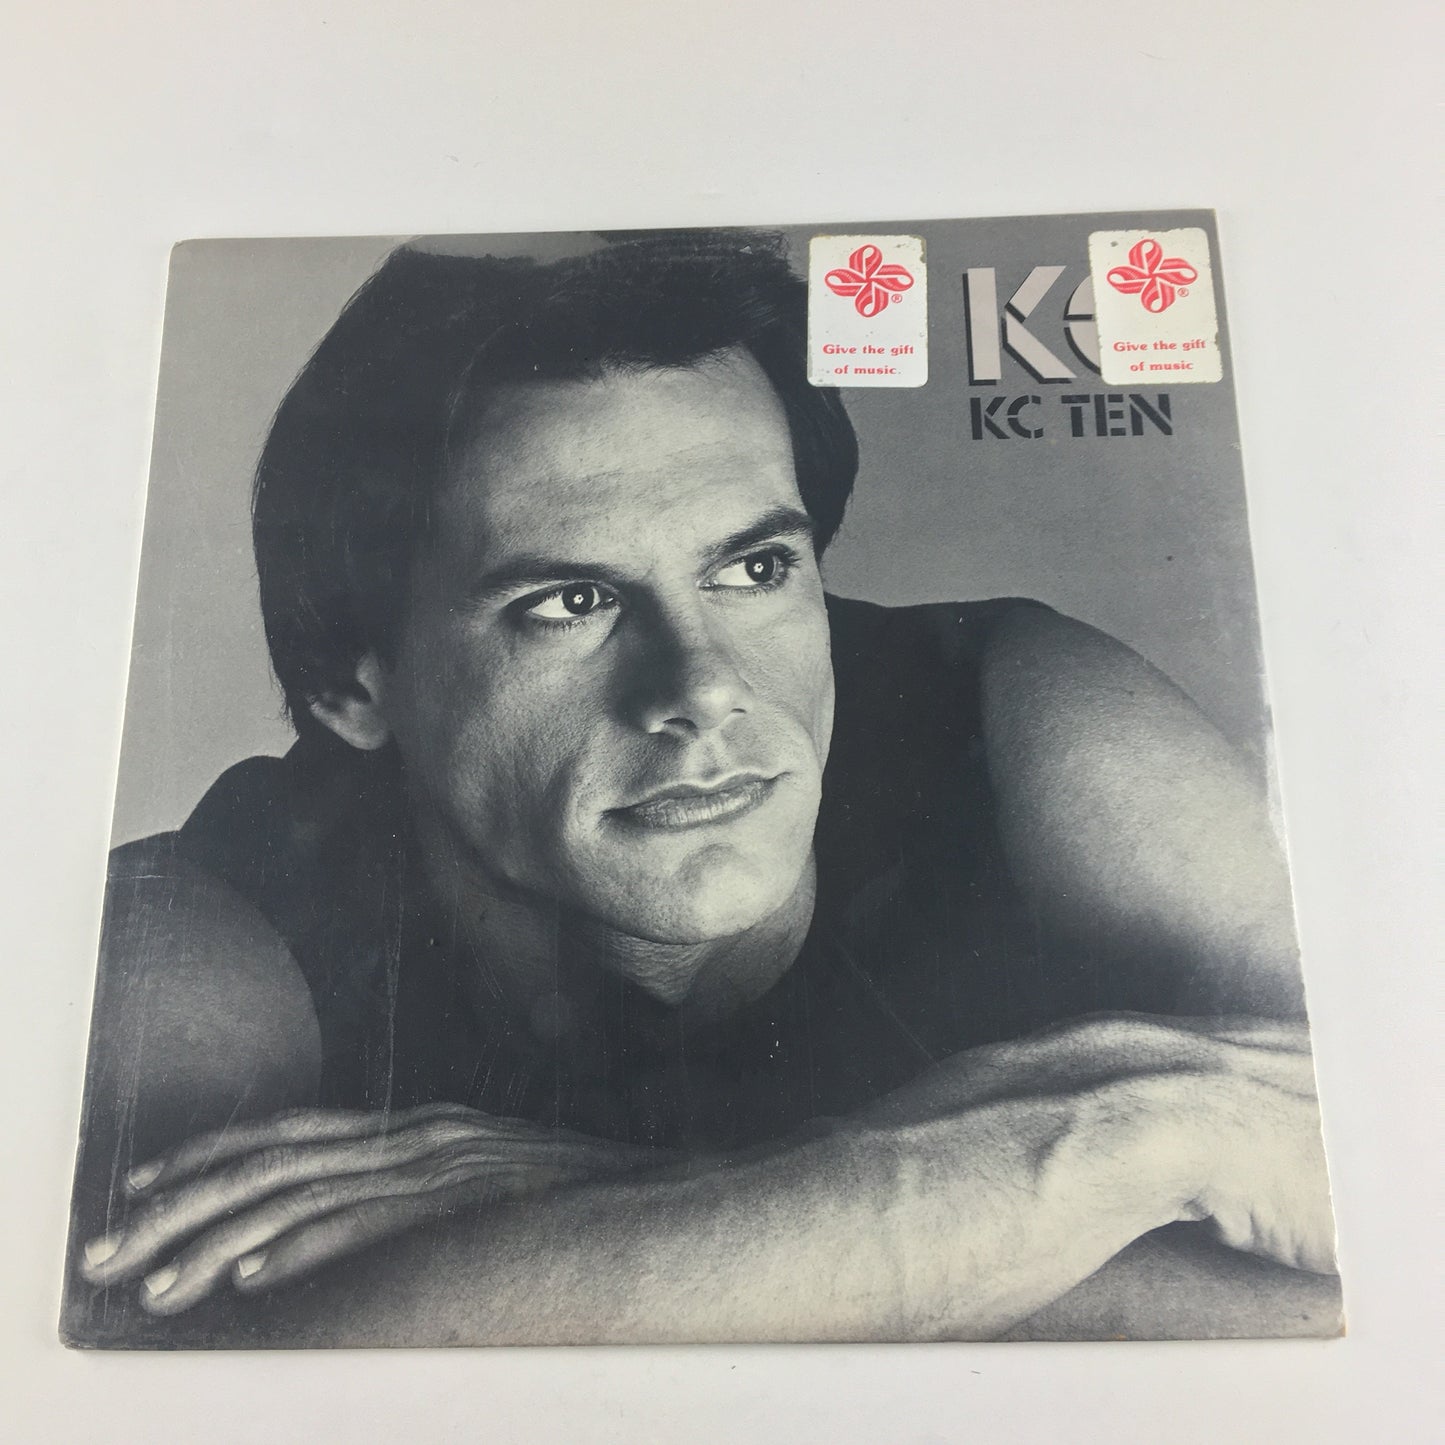 Give the gift
of music.
KC
Give the gift
of music
KC TEN